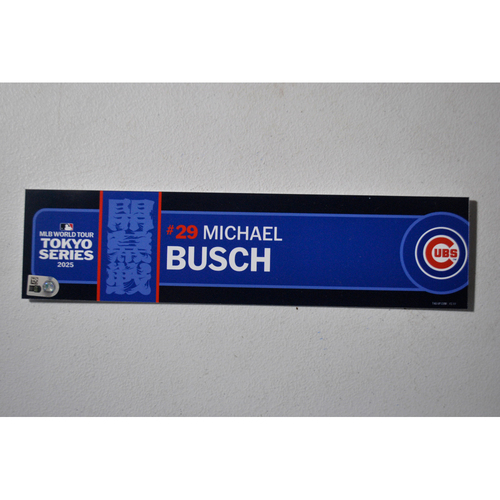 MLB WORLD TOUR
TOKYO
SERIES
2025
開幕戦
#29 MICHAEL
BUSCH
CUBS